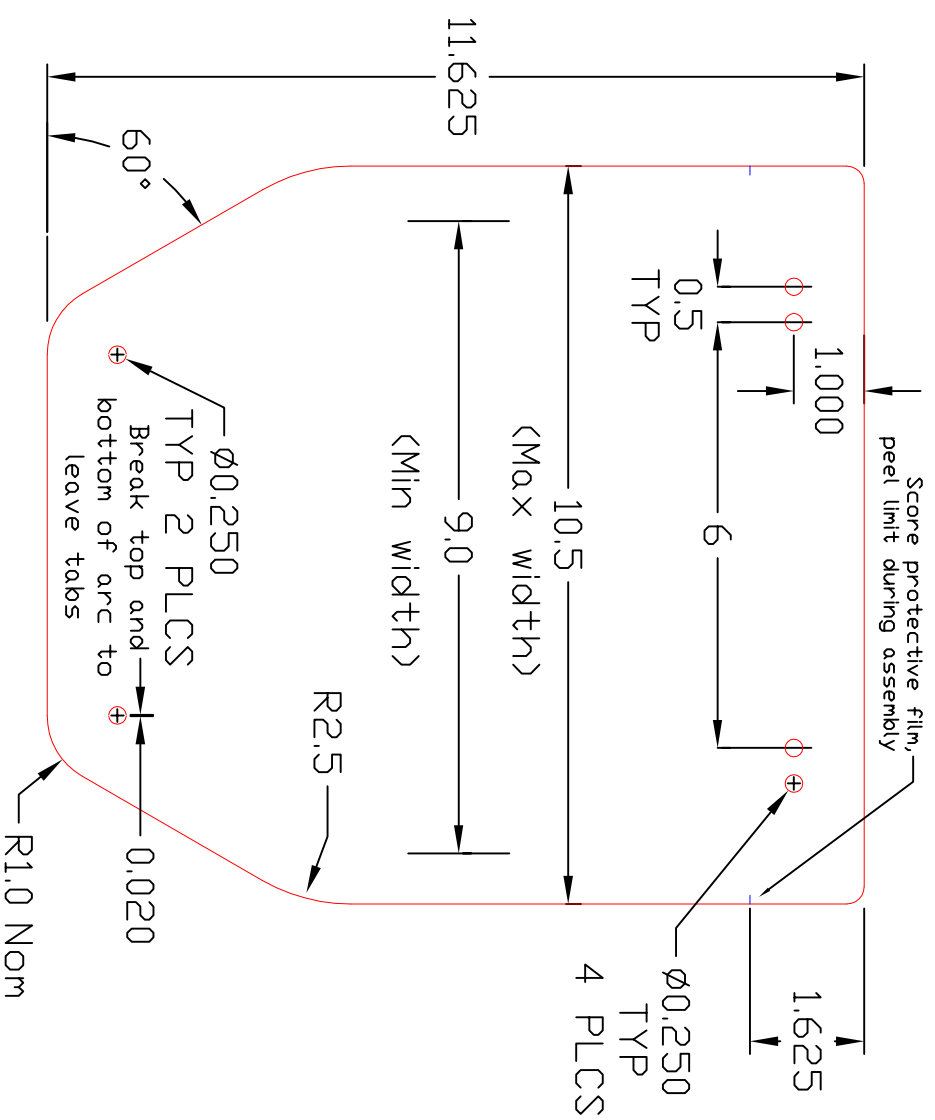 Score protective film,
peel limit during assembly
1.625
1.000
11.625
0.5
TYP
6
Ø0.250
TYP
4 PLCS
10.5
(Max width)
9.0
(Min width)
R2.5
60°
Ø0.250
TYP 2 PLCS
Break top and
bottom of arc to
leave tabs
0.020
R1.0 Nom